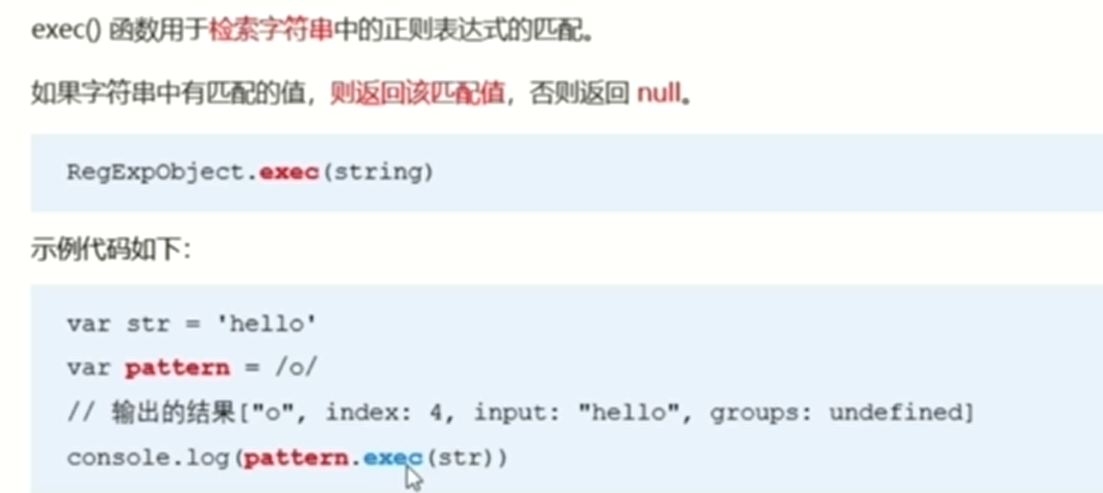 exec() 函数用于检索字符串中的正则表达式的匹配。
如果字符串中有匹配的值，则返回该匹配值，否则返回 null。
RegExpObject.exec(string)
示例代码如下：
var str = 'hello'
var pattern = /o/
// 输出的结果["o", index: 4, input: "hello", groups: undefined]
console.log(pattern.exec(str))